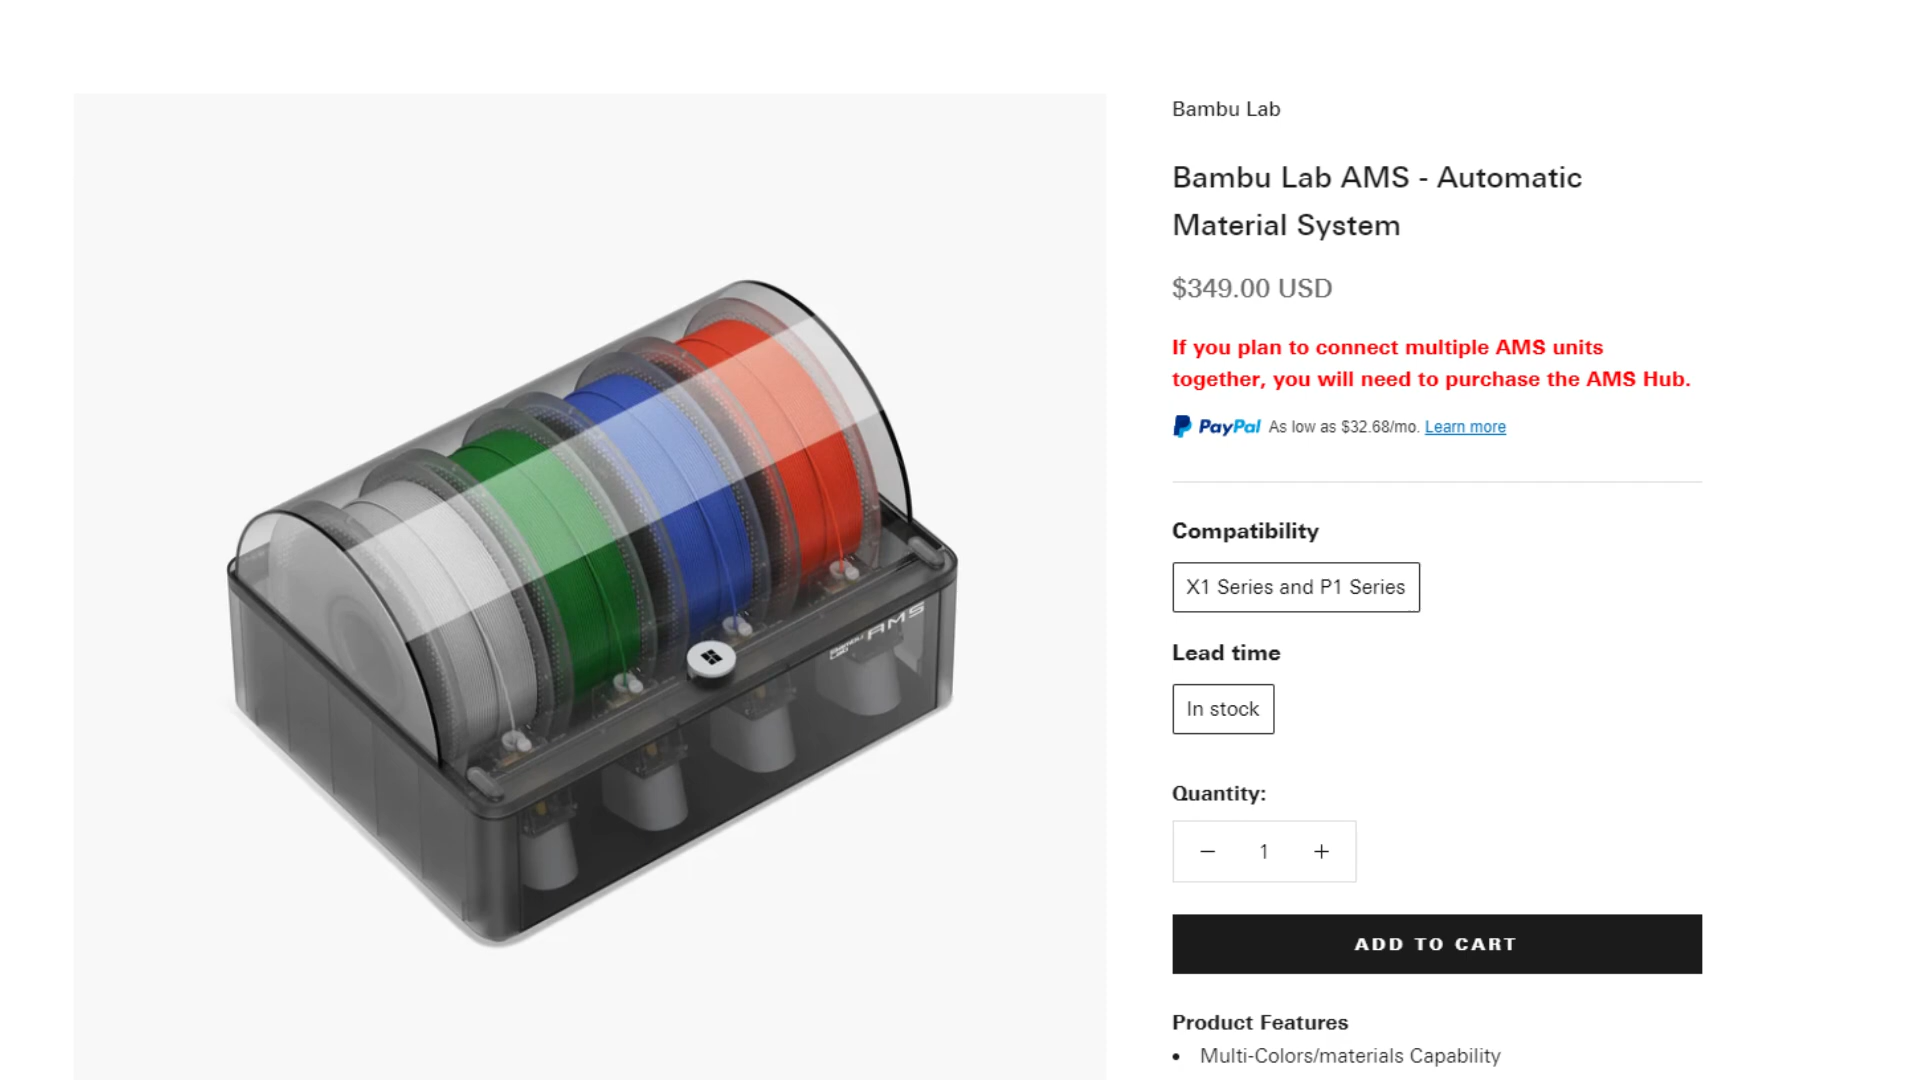 Bambu Lab
Bambu Lab AMS - Automatic
Material System
$349.00 USD
If you plan to connect multiple AMS units
together, you will need to purchase the AMS Hub.
PayPal As low as $32.68/mo. Learn more
Compatibility
X1 Series and P1 Series
Lead time
In stock
Quantity:
− 1 +
ADD TO CART
Product Features
• Multi-Colors/materials Capability
Bambu
Lab
AMS